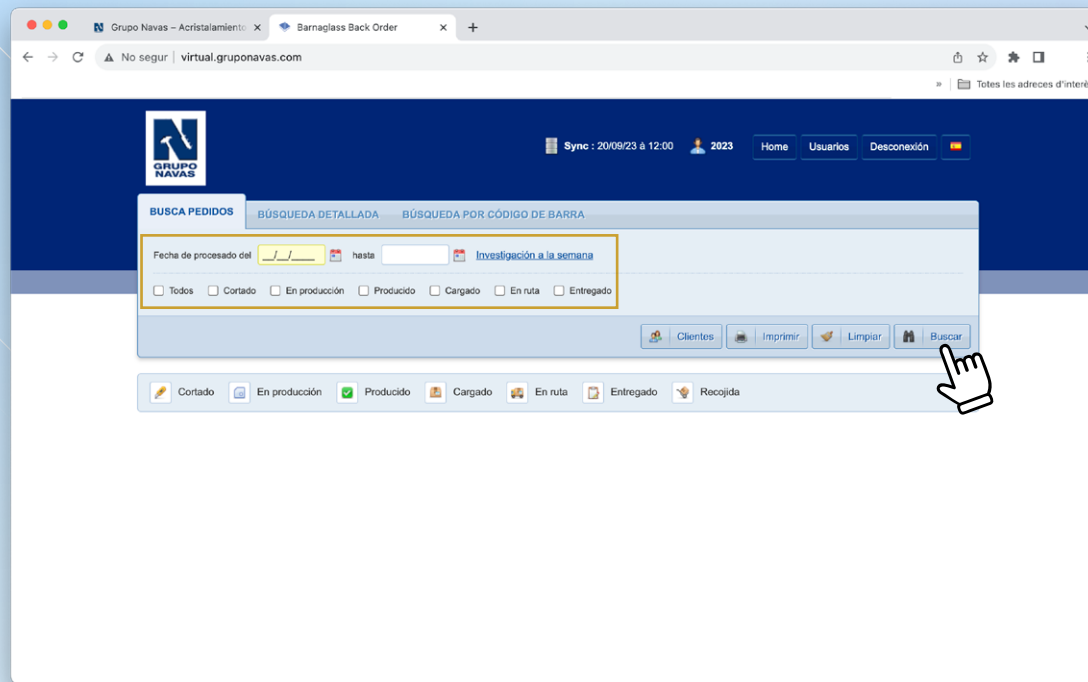 Grupo Navas – Acristalamiento
Barnaglass Back Order
No segur
virtual.gruponavas.com
» Totes les adreces d'interè
N
GRUPO
NAVAS
Sync : 20/09/23 à 12:00
2023
Home
Usuarios
Desconexión
BUSCA PEDIDOS
BÚSQUEDA DETALLADA
BÚSQUEDA POR CÓDIGO DE BARRA
Fecha de procesado del __/__/____ hasta Investigación a la semana
Todos Cortado En producción Producido Cargado En ruta Entregado
Clientes Imprimir Limpiar Buscar
Cortado En producción Producido Cargado En ruta Entregado Recojida